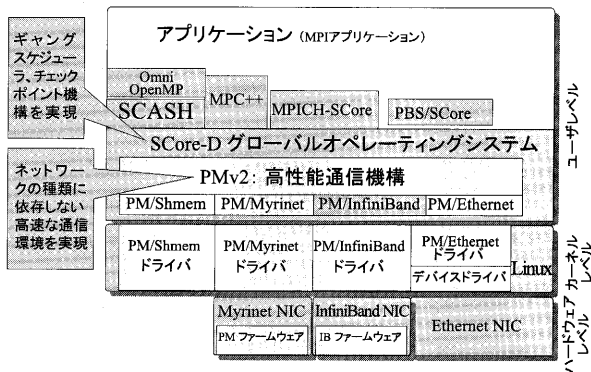 アプリケーション（MPIアプリケーション）
ギャング
スケジュー
ラ、チェック
ポイント機
構を実現
Omni
OpenMP
SCASH
MPC++
MPICH-SCore
PBS/SCore
SCore-D グローバルオペレーティングシステム
ネットワー
クの種類に
依存しない
高速な通信
環境を実現
PMv2: 高性能通信機構
PM/Shmem
PM/Myrinet
PM/InfiniBand
PM/Ethernet
ユーザレベル
PM/Shmem
ドライバ
PM/Myrinet
ドライバ
PM/InfiniBand
ドライバ
PM/Ethernet
ドライバ
デバイスドライバ
Linux
カーネル
レベル
Myrinet NIC
PM ファームウェア
InfiniBand NIC
IB ファームウェア
Ethernet NIC
ハードウェア
レベル